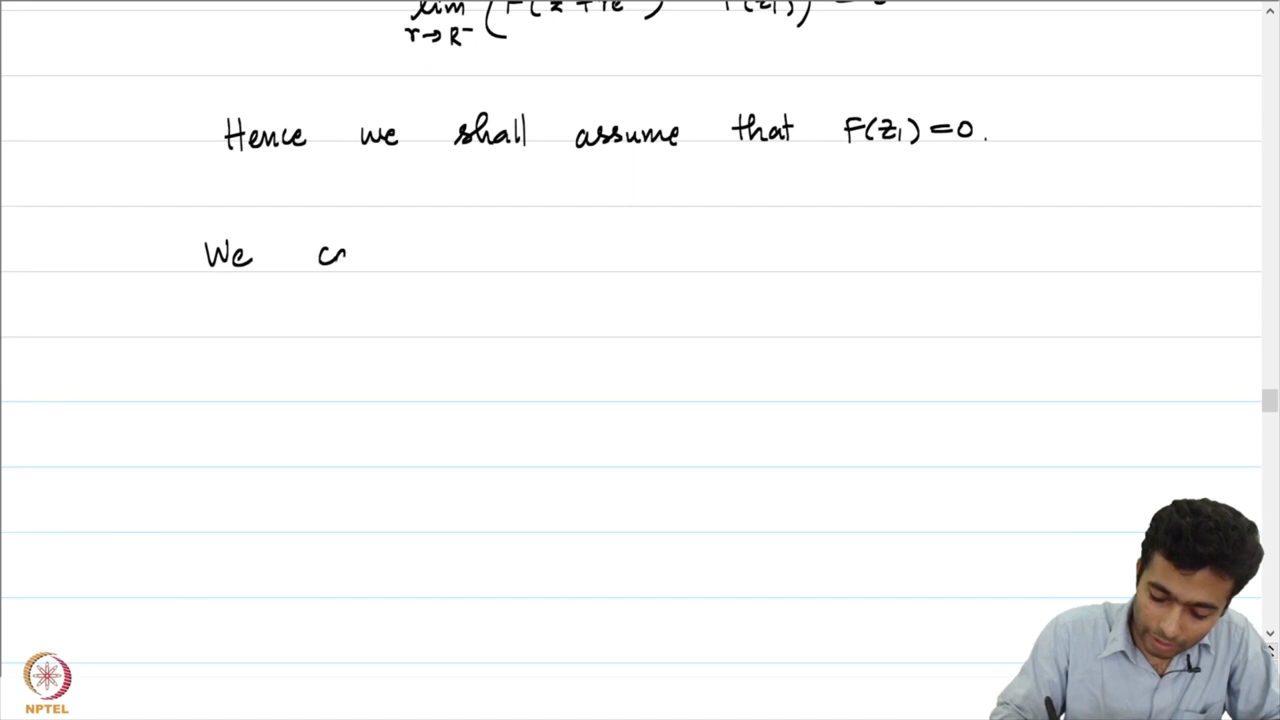 lim
r→R⁻
Hence we shall assume that F(z₁) = 0.
We
NPTEL